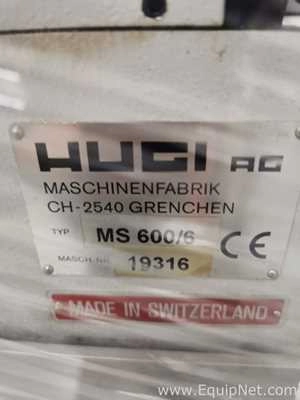 HUGI AG
MASCHINENFABRIK
CH-2540 GRENCHEN
TYP MS 600/6 CE
MASCH.NR. 19316
MADE IN SWITZERLAND
www.EquipNet.com